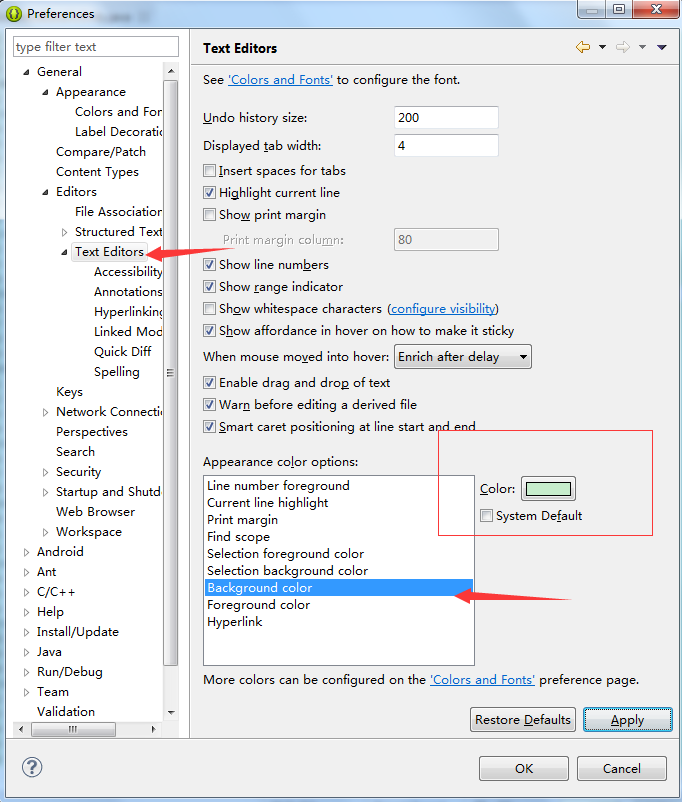 Preferences
type filter text
General
Appearance
Colors and For
Label Decoratio
Compare/Patch
Content Types
Editors
File Association
Structured Text
Text Editors
Accessibility
Annotations
Hyperlinking
Linked Mod
Quick Diff
Spelling
Keys
Network Connectio
Perspectives
Search
Security
Startup and Shutd
Web Browser
Workspace
Android
Ant
C/C++
Help
Install/Update
Java
Run/Debug
Team
Validation
Text Editors
See 'Colors and Fonts' to configure the font.
Undo history size: 200
Displayed tab width: 4
Insert spaces for tabs
Highlight current line
Show print margin
Print margin column: 80
Show line numbers
Show range indicator
Show whitespace characters (configure visibility)
Show affordance in hover on how to make it sticky
When mouse moved into hover: Enrich after delay
Enable drag and drop of text
Warn before editing a derived file
Smart caret positioning at line start and end
Appearance color options:
Line number foreground
Current line highlight
Print margin
Find scope
Selection foreground color
Selection background color
Background color
Foreground color
Hyperlink
Color:
System Default
More colors can be configured on the 'Colors and Fonts' preference page.
Restore Defaults
Apply
OK
Cancel